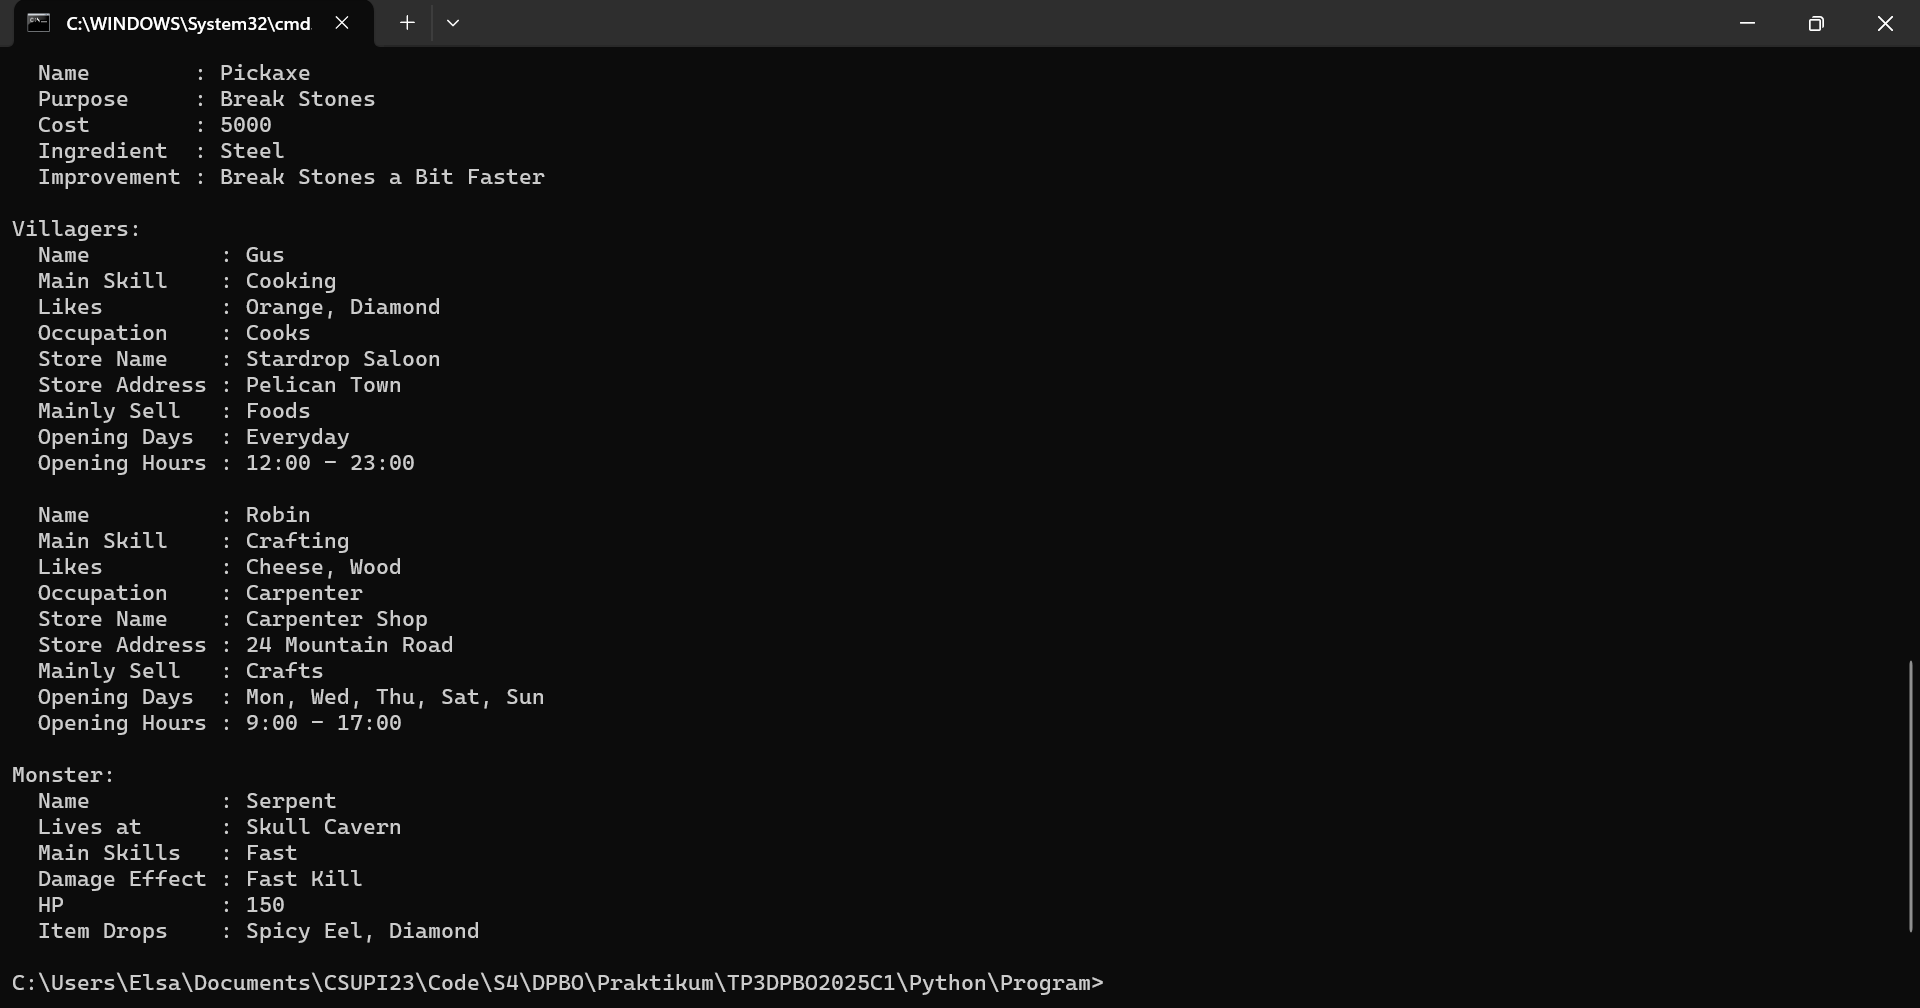 C:\WINDOWS\System32\cmd.
Name : Pickaxe
Purpose : Break Stones
Cost : 5000
Ingredient : Steel
Improvement : Break Stones a Bit Faster
Villagers:
Name : Gus
Main Skill : Cooking
Likes : Orange, Diamond
Occupation : Cooks
Store Name : Stardrop Saloon
Store Address : Pelican Town
Mainly Sell : Foods
Opening Days : Everyday
Opening Hours : 12:00 - 23:00
Name : Robin
Main Skill : Crafting
Likes : Cheese, Wood
Occupation : Carpenter
Store Name : Carpenter Shop
Store Address : 24 Mountain Road
Mainly Sell : Crafts
Opening Days : Mon, Wed, Thu, Sat, Sun
Opening Hours : 9:00 - 17:00
Monster:
Name : Serpent
Lives at : Skull Cavern
Main Skills : Fast
Damage Effect : Fast Kill
HP : 150
Item Drops : Spicy Eel, Diamond
C:\Users\Elsa\Documents\CSUPI23\Code\S4\DPBO\Praktikum\TP3DPBO2025C1\Python\Program>